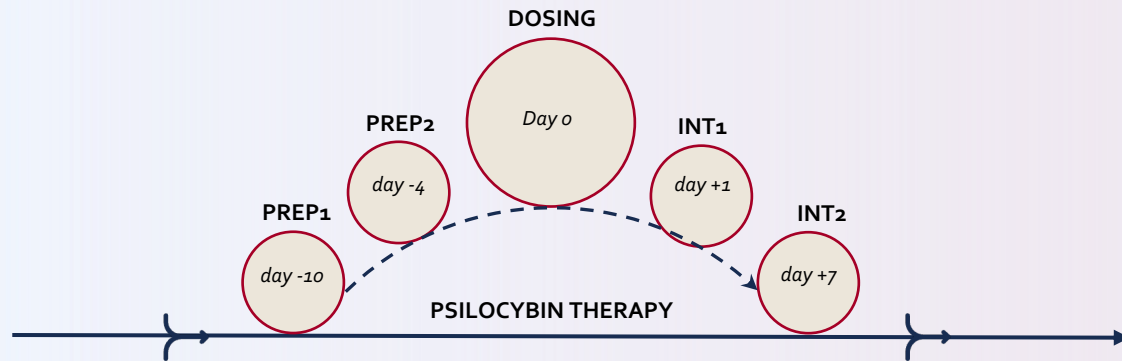 DOSING
Day 0
PREP2
day -4
INT1
day +1
PREP1
day -10
INT2
day +7
PSILOCYBIN THERAPY